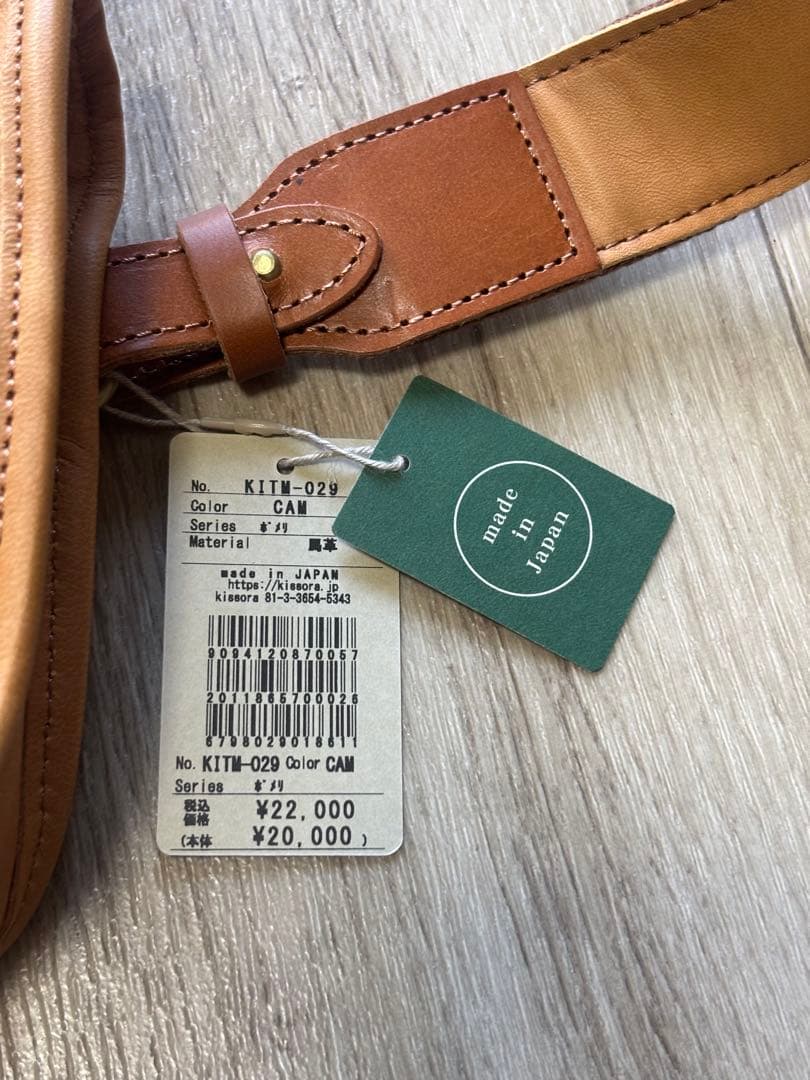 No. KITM-029
Color CAM
Series ポメリ
Material 馬革
made in JAPAN
https://kissora.jp
kissora 81-3-3654-5343
9094120870057
2011865700026
6798029018611
No. KITM-029 Color CAM
Series ポメリ
税込
価格 ¥22,000
(本体 ¥20,000 )
made
in
Japan